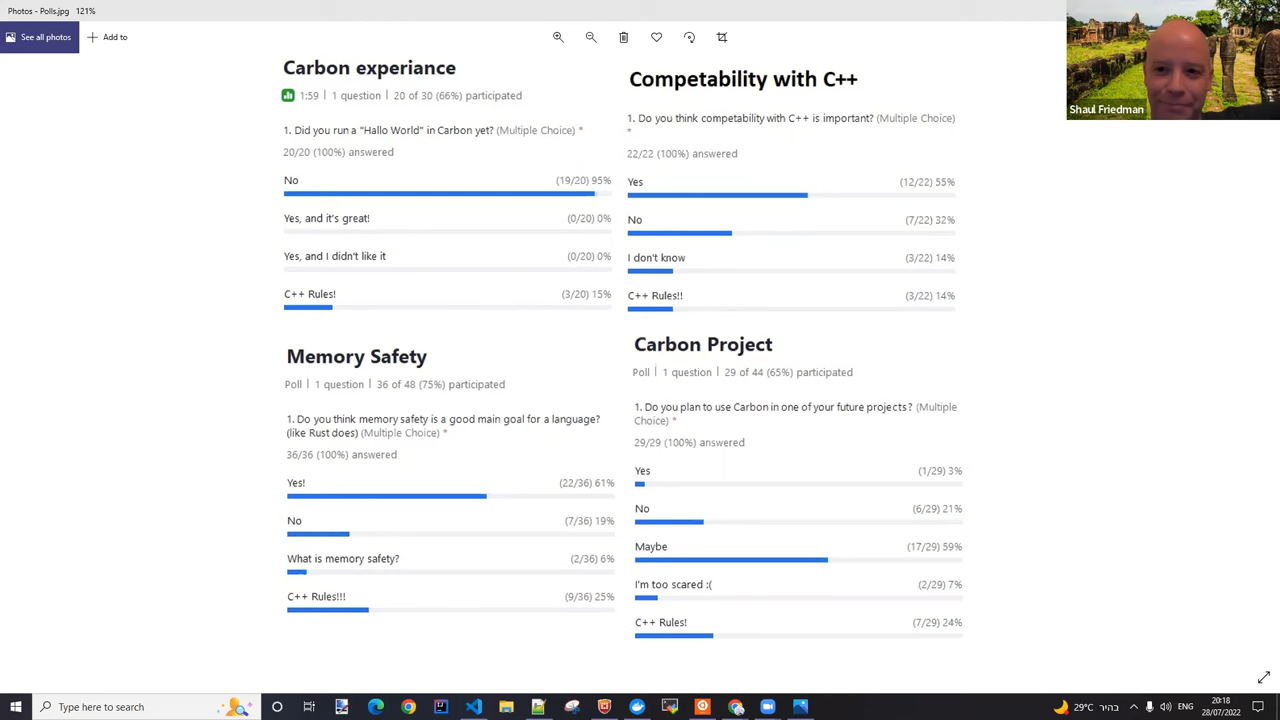 Photos - Polls.jpg 121%
See all photos
Add to
Shaul Friedman
Carbon experiance
1:59 | 1 question | 20 of 30 (66%) participated
1. Did you run a "Hallo World" in Carbon yet? (Multiple Choice) *
20/20 (100%) answered
No (19/20) 95%
Yes, and it's great! (0/20) 0%
Yes, and I didn't like it (0/20) 0%
C++ Rules! (3/20) 15%
Competability with C++
1. Do you think competability with C++ is important? (Multiple Choice)
*
22/22 (100%) answered
Yes (12/22) 55%
No (7/22) 32%
I don't know (3/22) 14%
C++ Rules!! (3/22) 14%
Memory Safety
Poll | 1 question | 36 of 48 (75%) participated
1. Do you think memory safety is a good main goal for a language?
(like Rust does) (Multiple Choice) *
36/36 (100%) answered
Yes! (22/36) 61%
No (7/36) 19%
What is memory safety? (2/36) 6%
C++ Rules!!! (9/36) 25%
Carbon Project
Poll | 1 question | 29 of 44 (65%) participated
1. Do you plan to use Carbon in one of your future projects? (Multiple
Choice) *
29/29 (100%) answered
Yes (1/29) 3%
No (6/29) 21%
Maybe (17/29) 59%
I'm too scared :( (2/29) 7%
C++ Rules! (7/29) 24%
Type here to search
29°C בהיר
ENG
20:18
28/07/2022